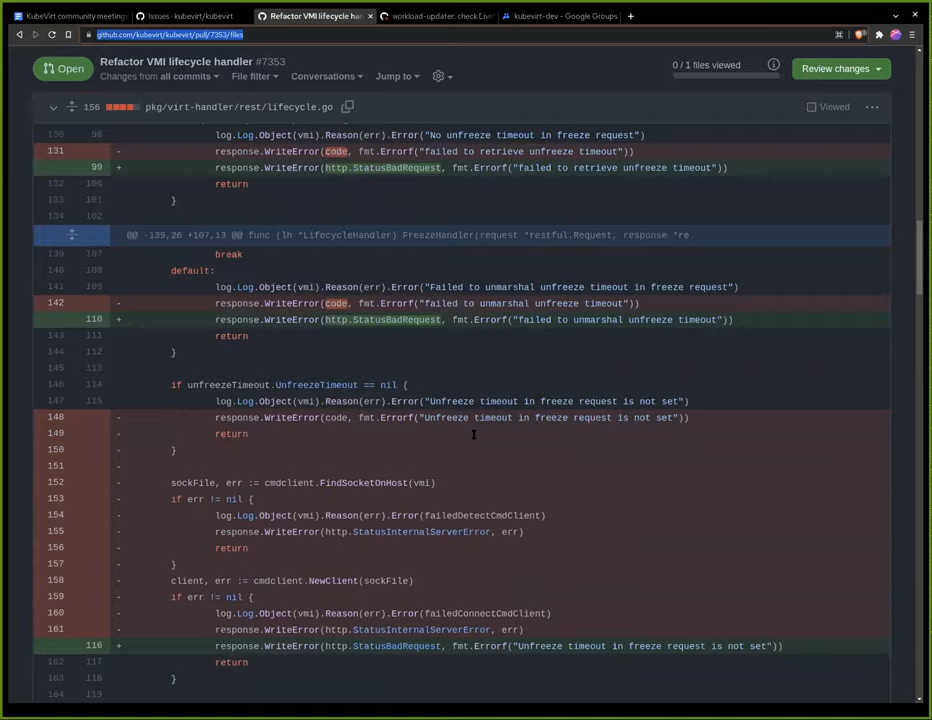 KubeVirt community meetings
Issues · kubevirt/kubevirt
Refactor VMI lifecycle han
workload-updater: check Live
kubevirt-dev - Google Groups
github.com/kubevirt/kubevirt/pull/7353/files
Open
Refactor VMI lifecycle handler #7353
Changes from all commits
File filter
Conversations
Jump to
0 / 1 files viewed
Review changes
156 pkg/virt-handler/rest/lifecycle.go
Viewed
130 98 log.Log.Object(vmi).Reason(err).Error("No unfreeze timeout in freeze request")
131 - response.WriteError(code, fmt.Errorf("failed to retrieve unfreeze timeout"))
99 + response.WriteError(http.StatusBadRequest, fmt.Errorf("failed to retrieve unfreeze timeout"))
132 100 return
133 101 }
134 102
@@ -139,26 +107,13 @@ func (lh *LifecycleHandler) FreezeHandler(request *restful.Request, response *re
139 107 break
140 108 default:
141 109 log.Log.Object(vmi).Reason(err).Error("Failed to unmarshal unfreeze timeout in freeze request")
142 - response.WriteError(code, fmt.Errorf("failed to unmarshal unfreeze timeout"))
110 + response.WriteError(http.StatusBadRequest, fmt.Errorf("failed to unmarshal unfreeze timeout"))
143 111 return
144 112 }
145 113
146 114 if unfreezeTimeout.UnfreezeTimeout == nil {
147 115 log.Log.Object(vmi).Reason(err).Error("Unfreeze timeout in freeze request is not set")
148 - response.WriteError(code, fmt.Errorf("Unfreeze timeout in freeze request is not set"))
149 - return
150 - }
151 -
152 - sockFile, err := cmdclient.FindSocketOnHost(vmi)
153 - if err != nil {
154 - log.Log.Object(vmi).Reason(err).Error(failedDetectCmdClient)
155 - response.WriteError(http.StatusInternalServerError, err)
156 - return
157 - }
158 - client, err := cmdclient.NewClient(sockFile)
159 - if err != nil {
160 - log.Log.Object(vmi).Reason(err).Error(failedConnectCmdClient)
161 - response.WriteError(http.StatusInternalServerError, err)
116 + response.WriteError(http.StatusBadRequest, fmt.Errorf("Unfreeze timeout in freeze request is not set"))
162 117 return
163 118 }
164 119